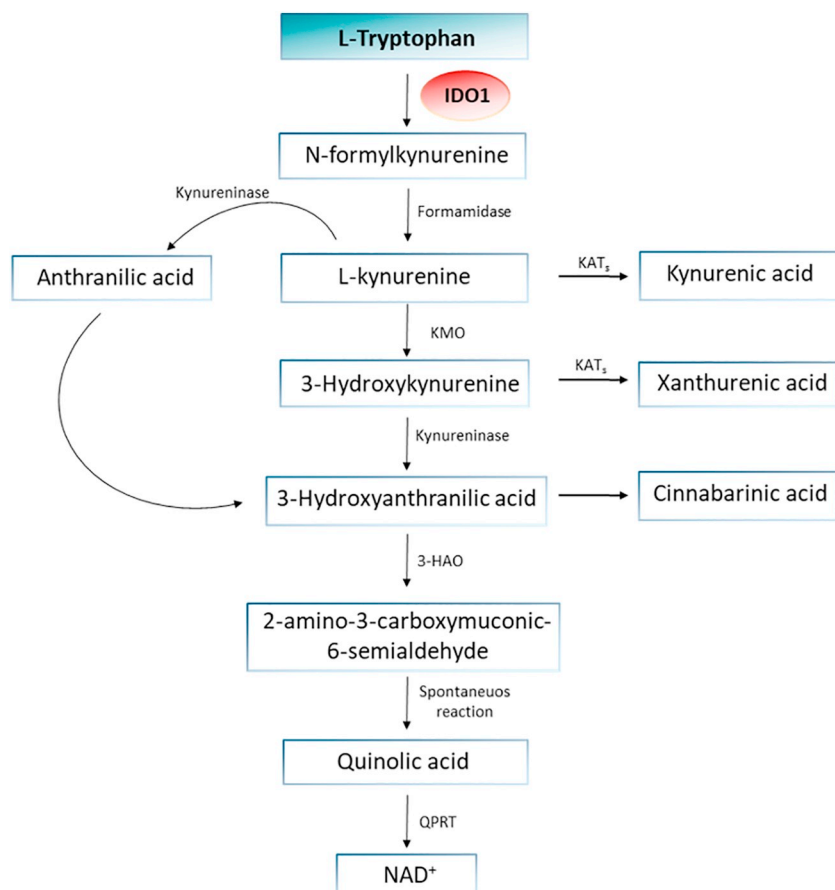 L-Tryptophan
IDO1
N-formylkynurenine
Kynureninase
Formamidase
Anthranilic acid
L-kynurenine
KATs
Kynurenic acid
KMO
3-Hydroxykynurenine
KATs
Xanthurenic acid
Kynureninase
3-Hydroxyanthranilic acid
Cinnabarinic acid
3-HAO
2-amino-3-carboxymuconic-
6-semialdehyde
Spontaneuos
reaction
Quinolic acid
QPRT
NAD⁺